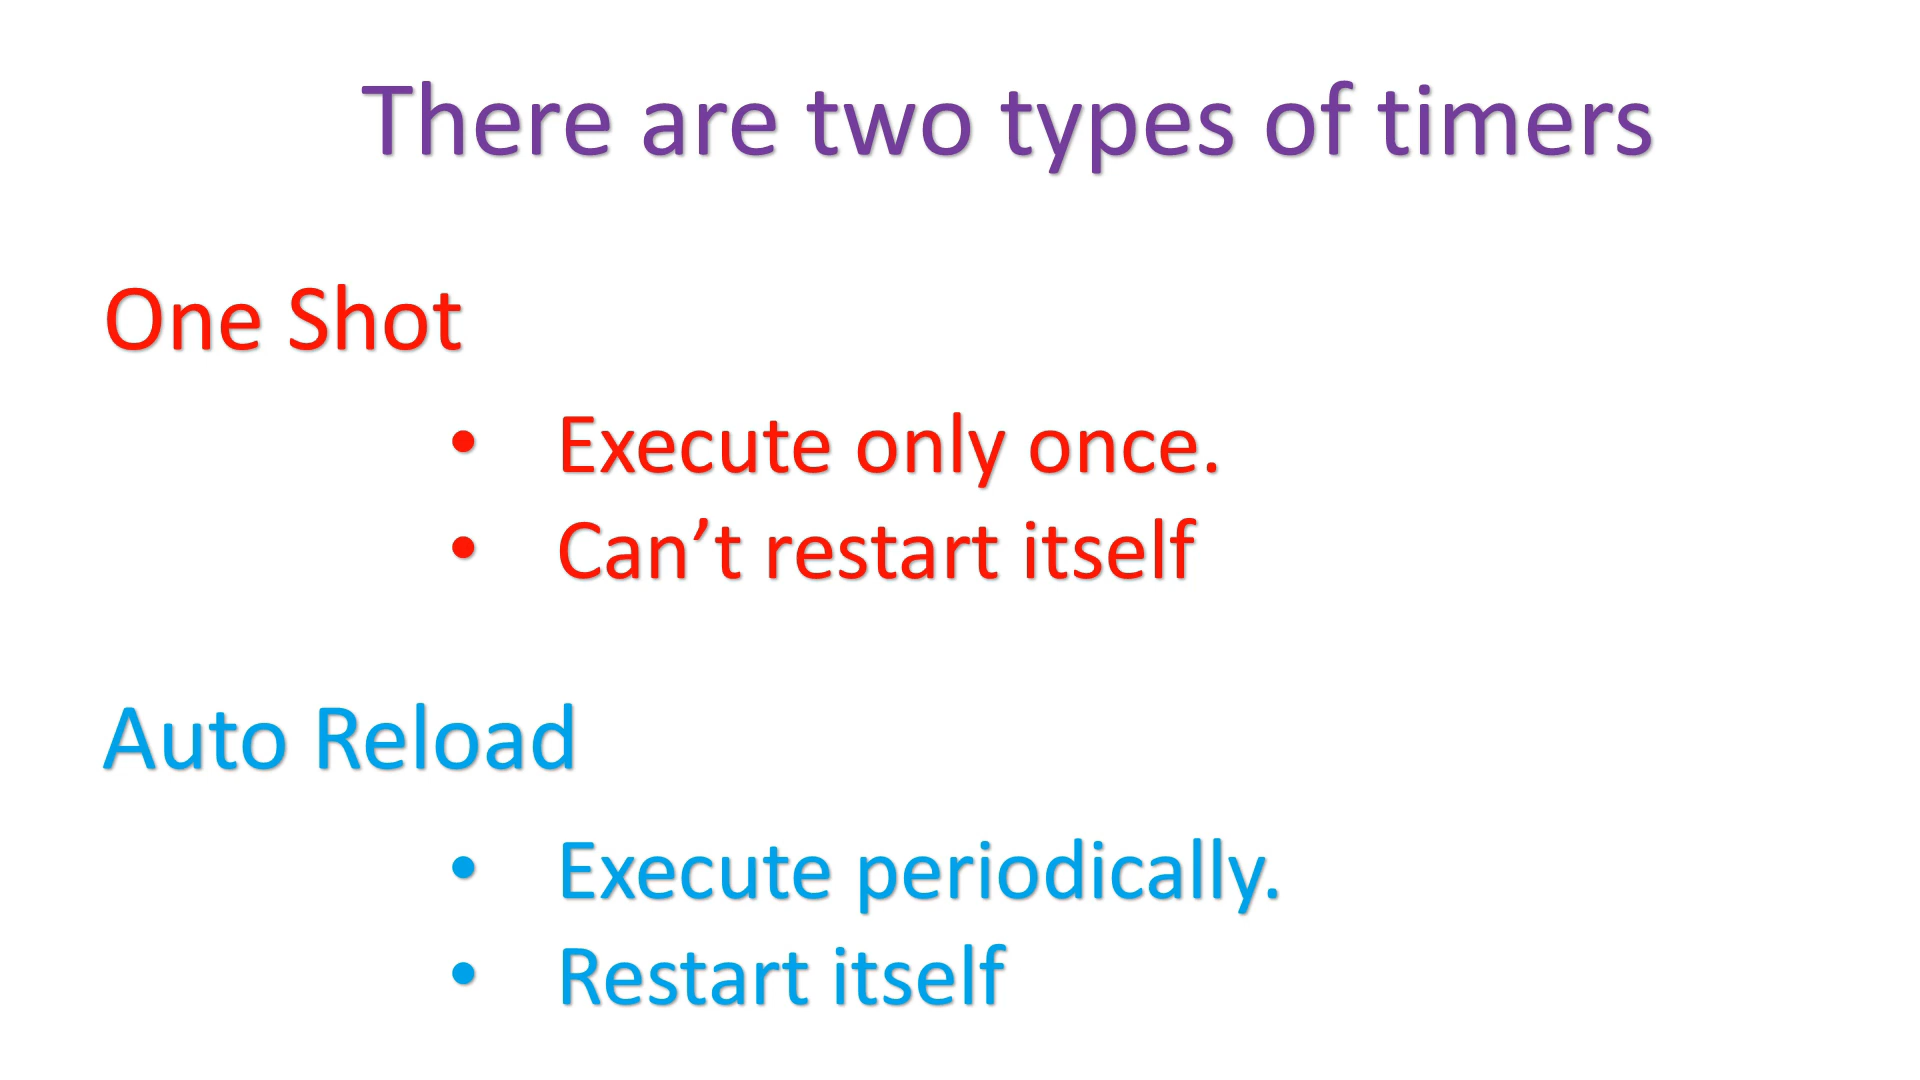 There are two types of timers
One Shot
• Execute only once.
• Can’t restart itself
Auto Reload
• Execute periodically.
• Restart itself